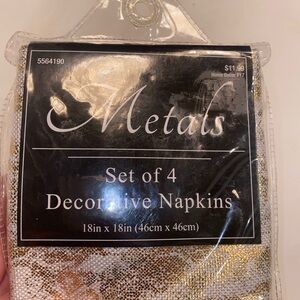 5564190
$11.99
Metals
Set of 4
Decorative Napkins
18in x 18in (46cm x 46cm)